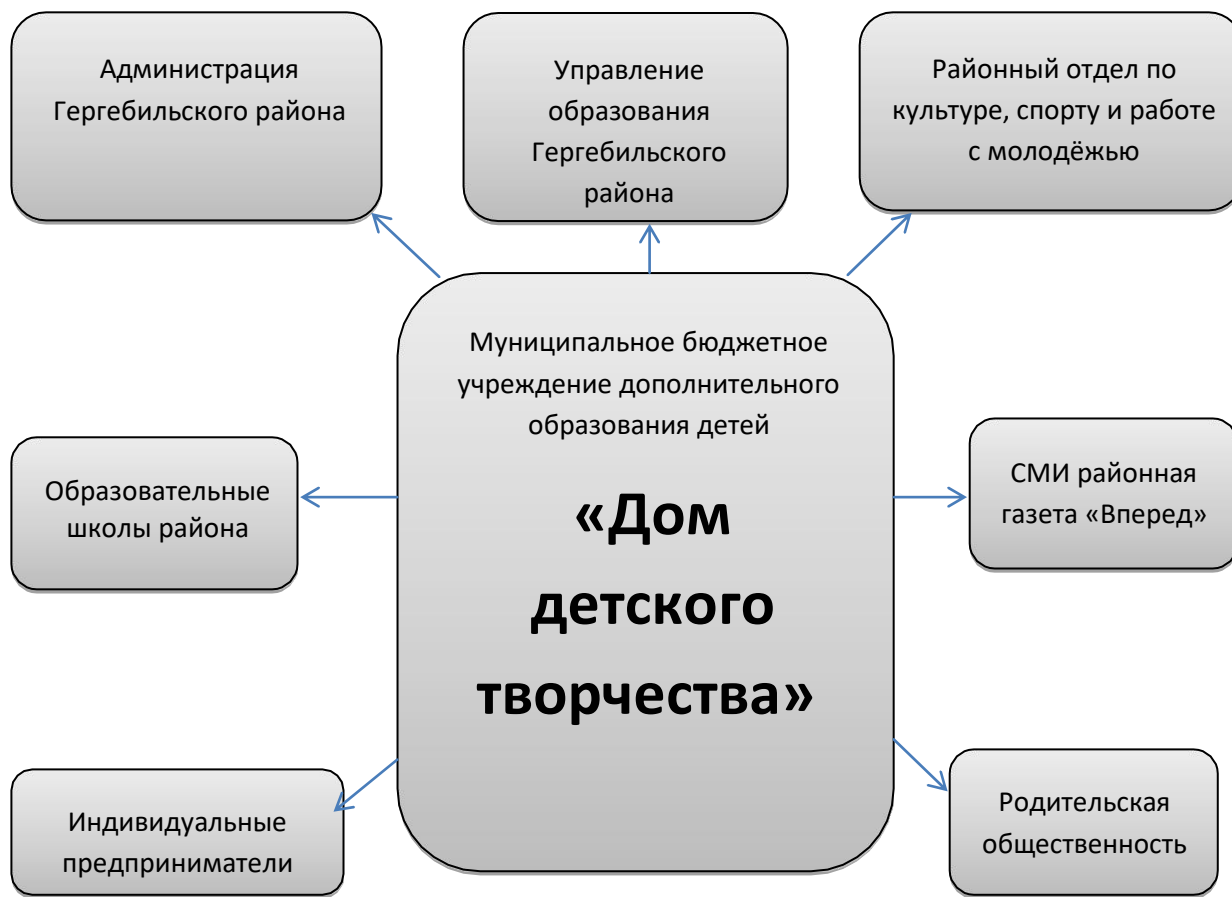 Администрация
Гергебильского района
Управление
образования
Гергебильского
района
Районный отдел по
культуре, спорту и работе
с молодёжью
Муниципальное бюджетное
учреждение дополнительного
образования детей
«Дом
детского
творчества»
Образовательные
школы района
СМИ районная
газета «Вперед»
Индивидуальные
предприниматели
Родительская
общественность